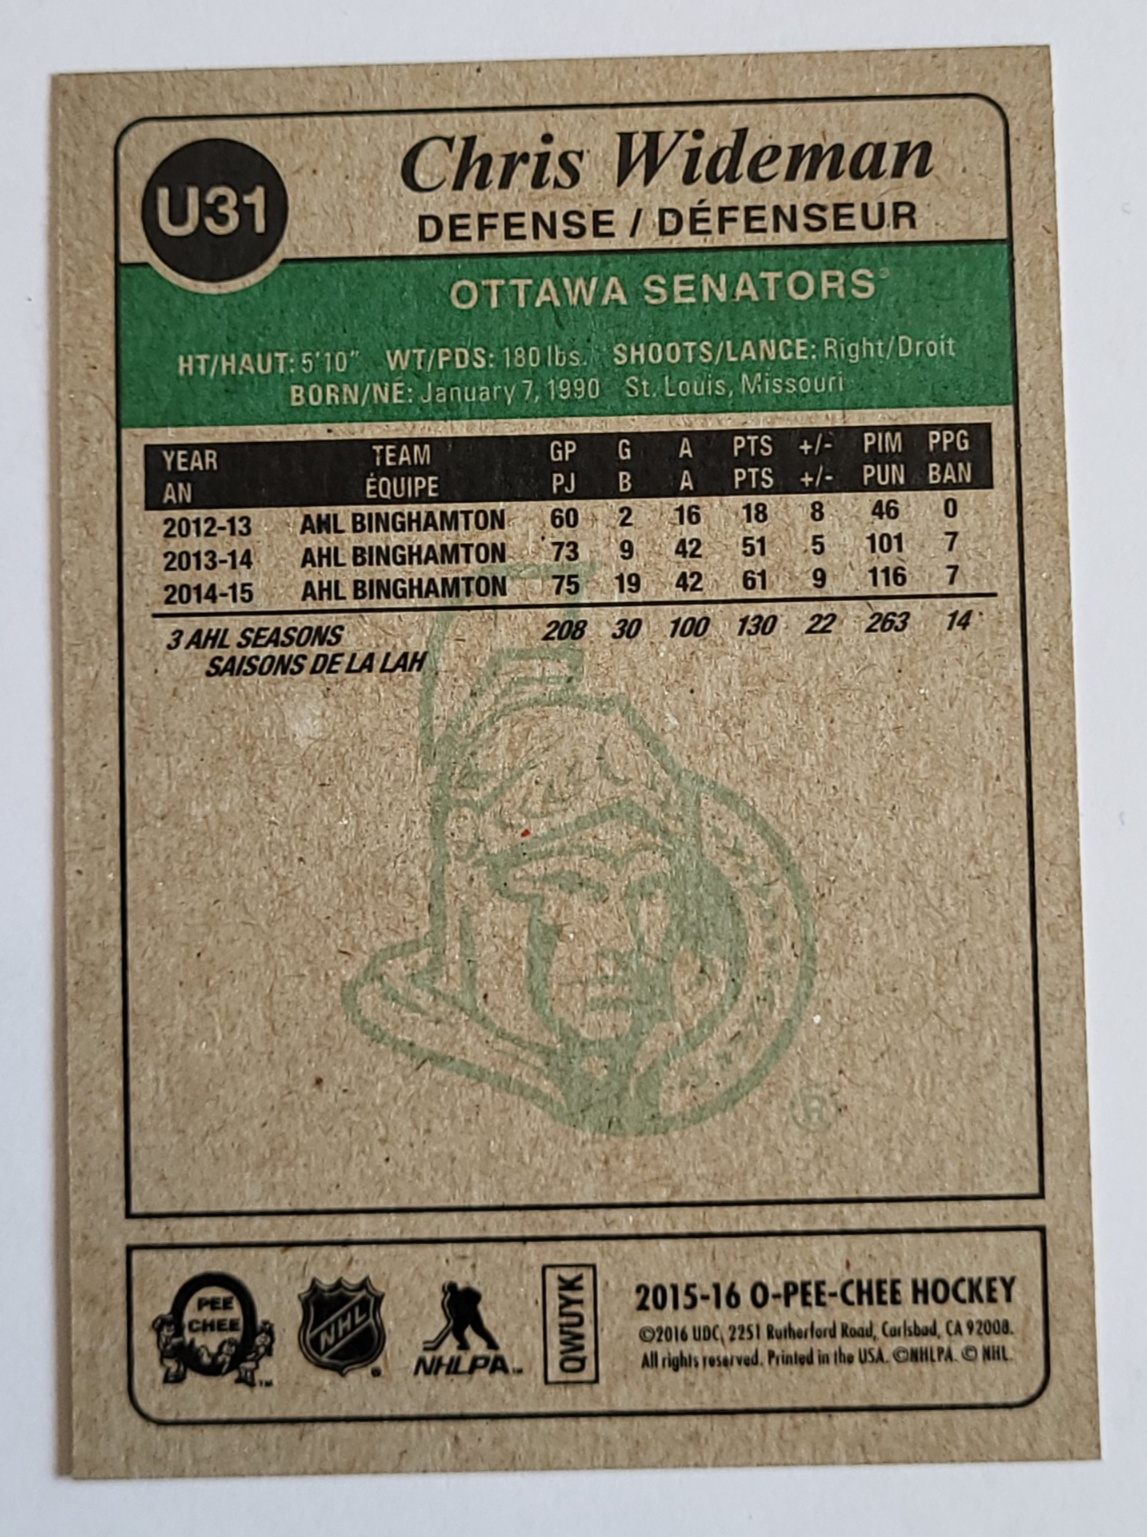 U31
Chris Wideman
DEFENSE / DÉFENSEUR
OTTAWA SENATORS®
HT/HAUT: 5'10" WT/PDS: 180 lbs. SHOOTS/LANCE: Right/Droit
BORN/NÉ: January 7, 1990 St. Louis, Missouri
YEAR TEAM GP G A PTS +/- PIM PPG
AN ÉQUIPE PJ B A PTS +/- PUN BAN
2012-13 AHL BINGHAMTON 60 2 16 18 8 46 0
2013-14 AHL BINGHAMTON 73 9 42 51 5 101 7
2014-15 AHL BINGHAMTON 75 19 42 61 9 116 7
3 AHL SEASONS 208 30 100 130 22 263 14
SAISONS DE LA LAH
®
PEE
CHEE
™
NHL
®
NHLPA™
QWUYK
2015-16 O-PEE-CHEE HOCKEY
©2016 UDC, 2251 Rutherford Road, Carlsbad, CA 92008.
All rights reserved. Printed in the USA. ©NHLPA. © NHL.